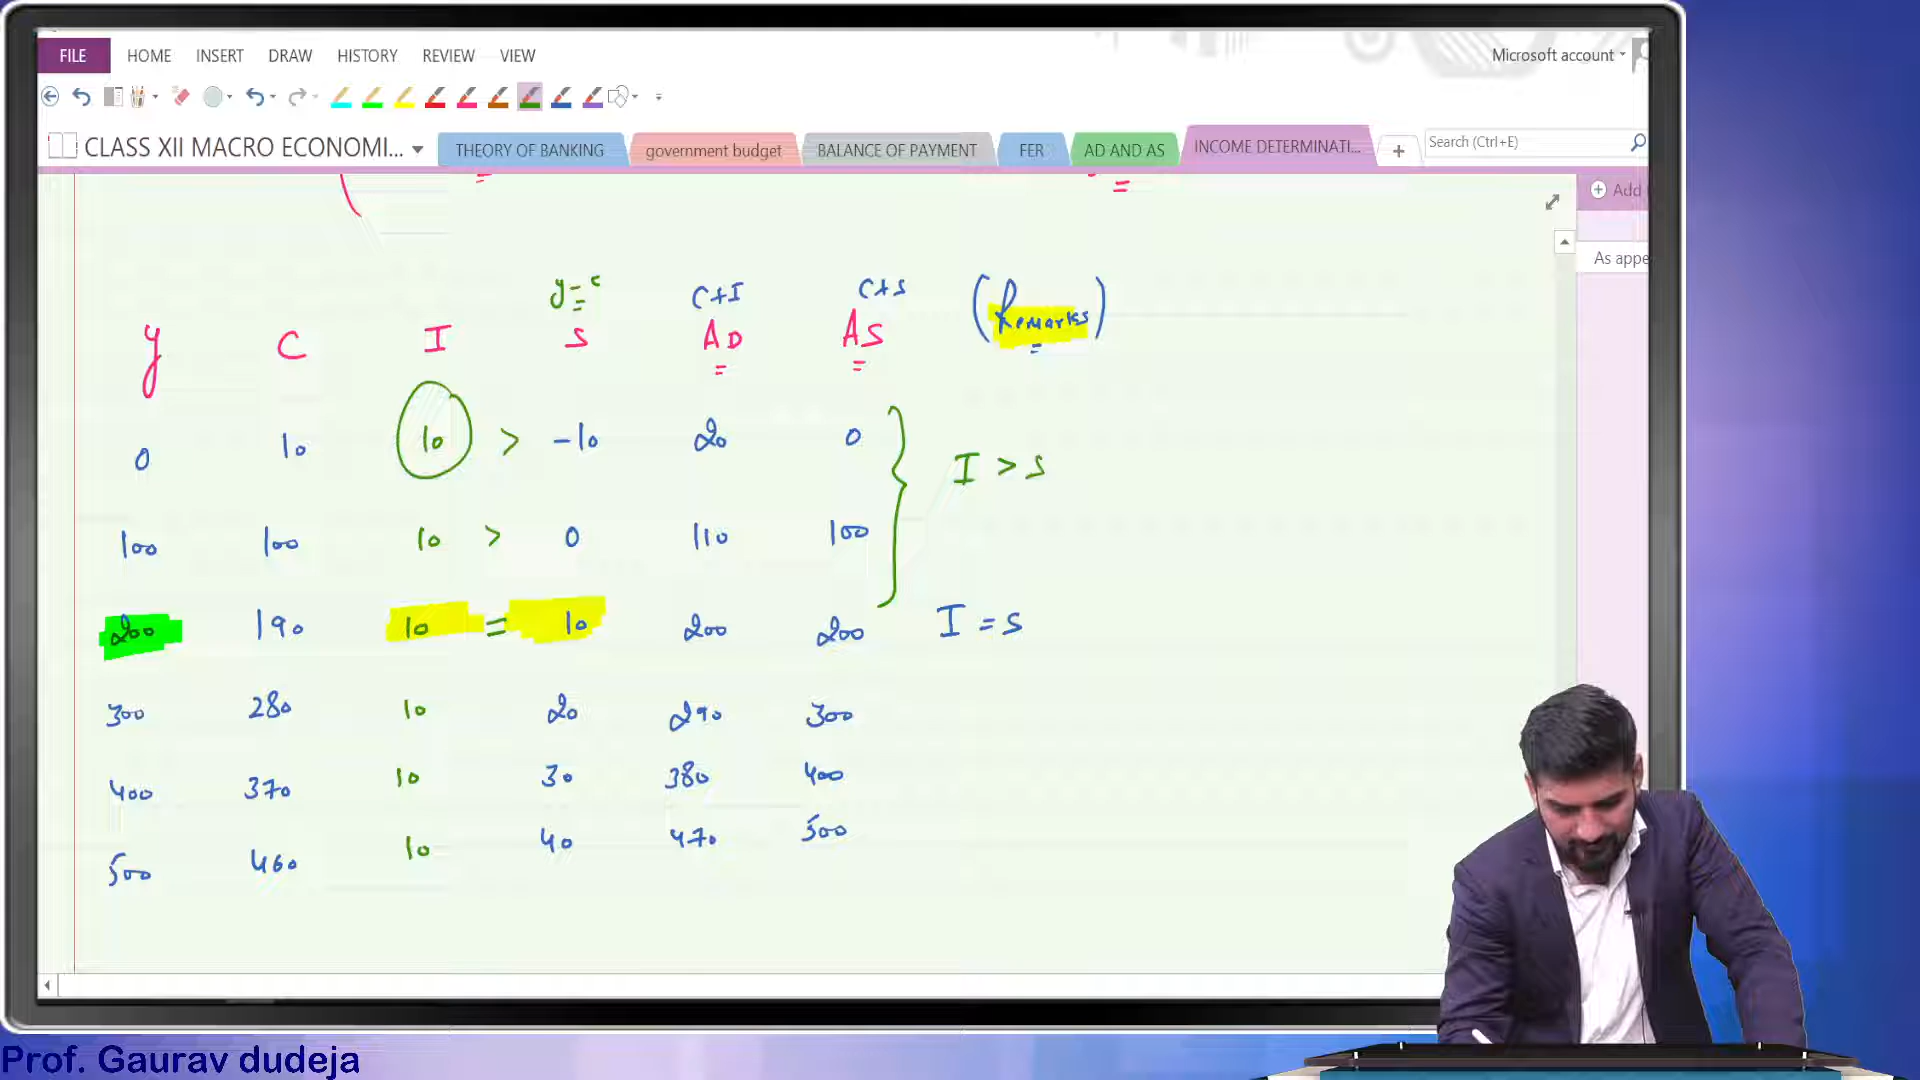 FILE HOME INSERT DRAW HISTORY REVIEW VIEW Microsoft account
CLASS XII MACRO ECONOMI... THEORY OF BANKING government budget BALANCE OF PAYMENT FER AD AND AS INCOME DETERMINATI... + Search (Ctrl+E)
Add
As appe
y = c C+I C+S
y C I S AD AS (Remarks)
0 10 10 > -10 20 0
I > S
100 100 10 > 0 110 100
200 190 10 = 10 200 200 I = S
300 280 10 20 290 300
400 370 10 30 380 400
500 460 10 40 470 500
Prof. Gaurav dudeja